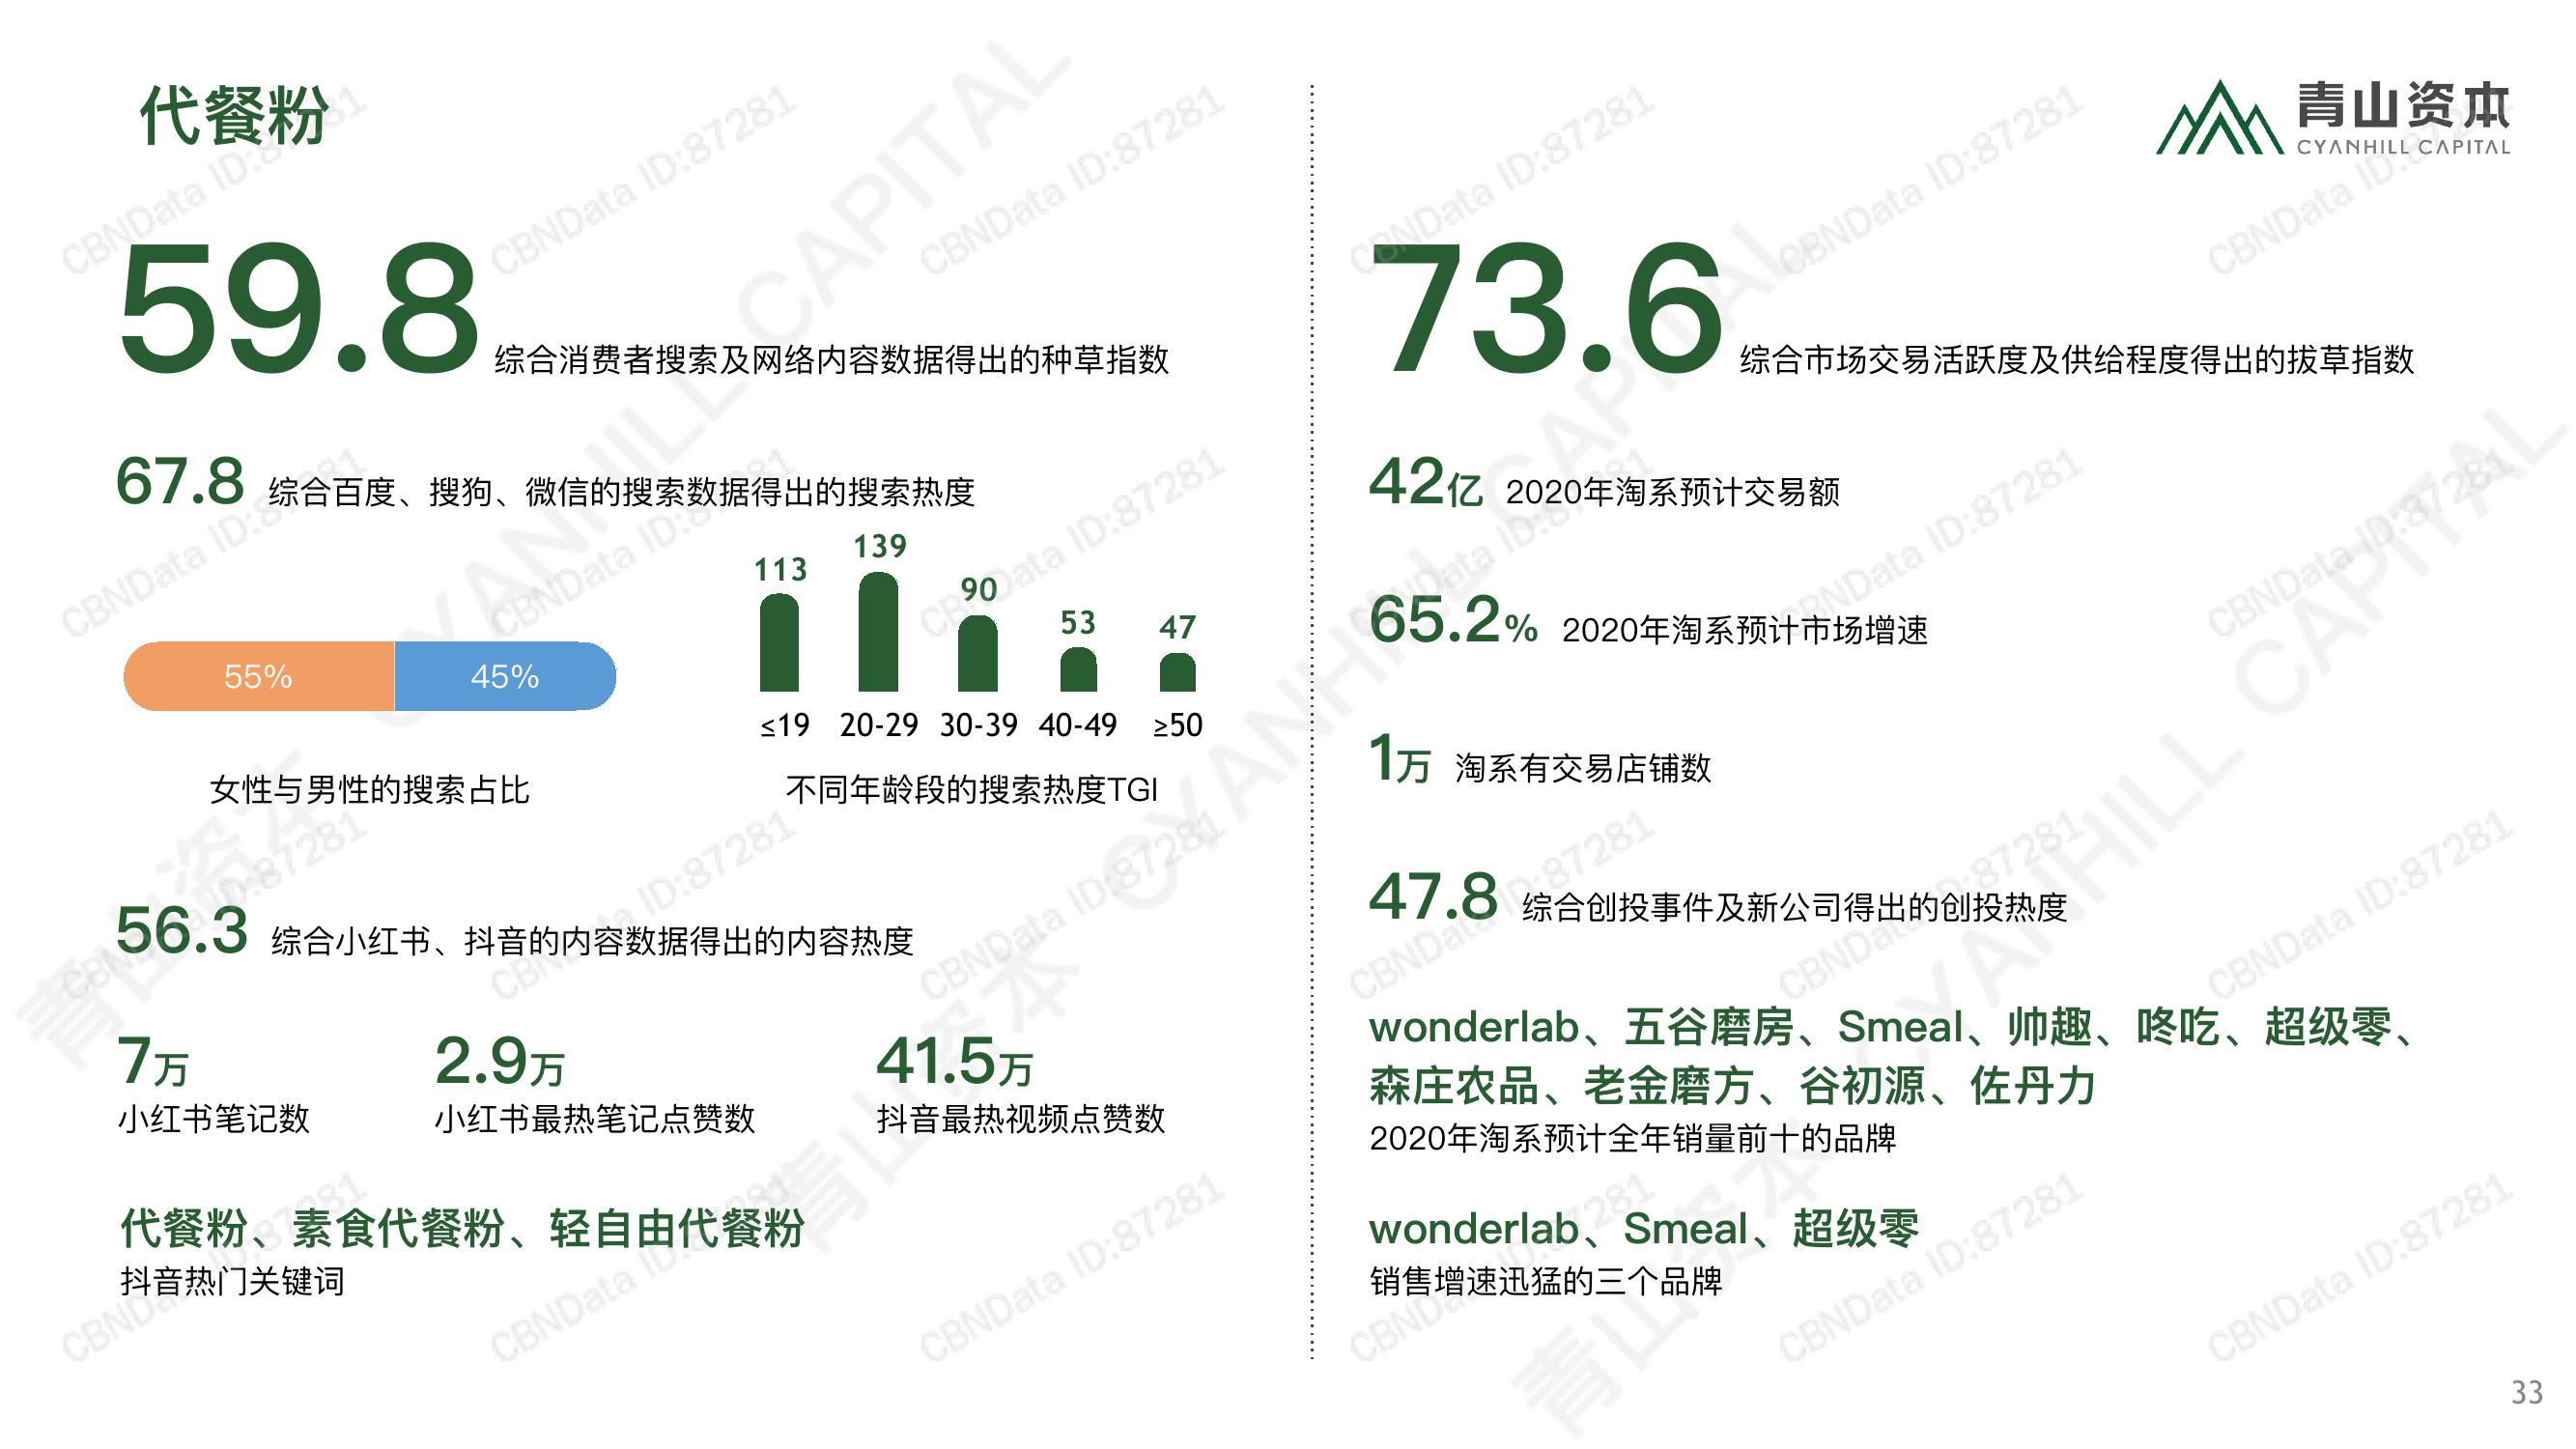 代餐粉
青山资本
CYANHILL CAPITAL
59.8 综合消费者搜索及网络内容数据得出的种草指数
67.8 综合百度、搜狗、微信的搜索数据得出的搜索热度
55% 45%
女性与男性的搜索占比
113 139 90 53 47
≤19 20-29 30-39 40-49 ≥50
不同年龄段的搜索热度TGI
56.3 综合小红书、抖音的内容数据得出的内容热度
7万 2.9万 41.5万
小红书笔记数 小红书最热笔记点赞数 抖音最热视频点赞数
代餐粉、素食代餐粉、轻自由代餐粉
抖音热门关键词
73.6 综合市场交易活跃度及供给程度得出的拔草指数
42亿 2020年淘系预计交易额
65.2% 2020年淘系预计市场增速
1万 淘系有交易店铺数
47.8 综合创投事件及新公司得出的创投热度
wonderlab、五谷磨房、Smeal、帅趣、咚吃、超级零、
森庄农品、老金磨方、谷初源、佐丹力
2020年淘系预计全年销量前十的品牌
wonderlab、Smeal、超级零
销售增速迅猛的三个品牌
33
CBNData ID:87281
青山资本 CYANHILL CAPITAL